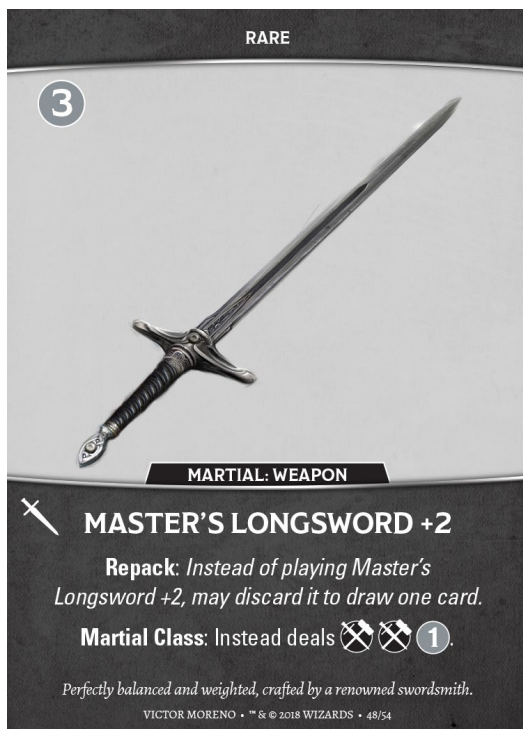 RARE
3
MARTIAL: WEAPON
MASTER'S LONGSWORD +2
Repack: Instead of playing Master's
Longsword +2, may discard it to draw one card.
Martial Class: Instead deals 1.
Perfectly balanced and weighted, crafted by a renowned swordsmith.
VICTOR MORENO • ™ & © 2018 WIZARDS • 48/54